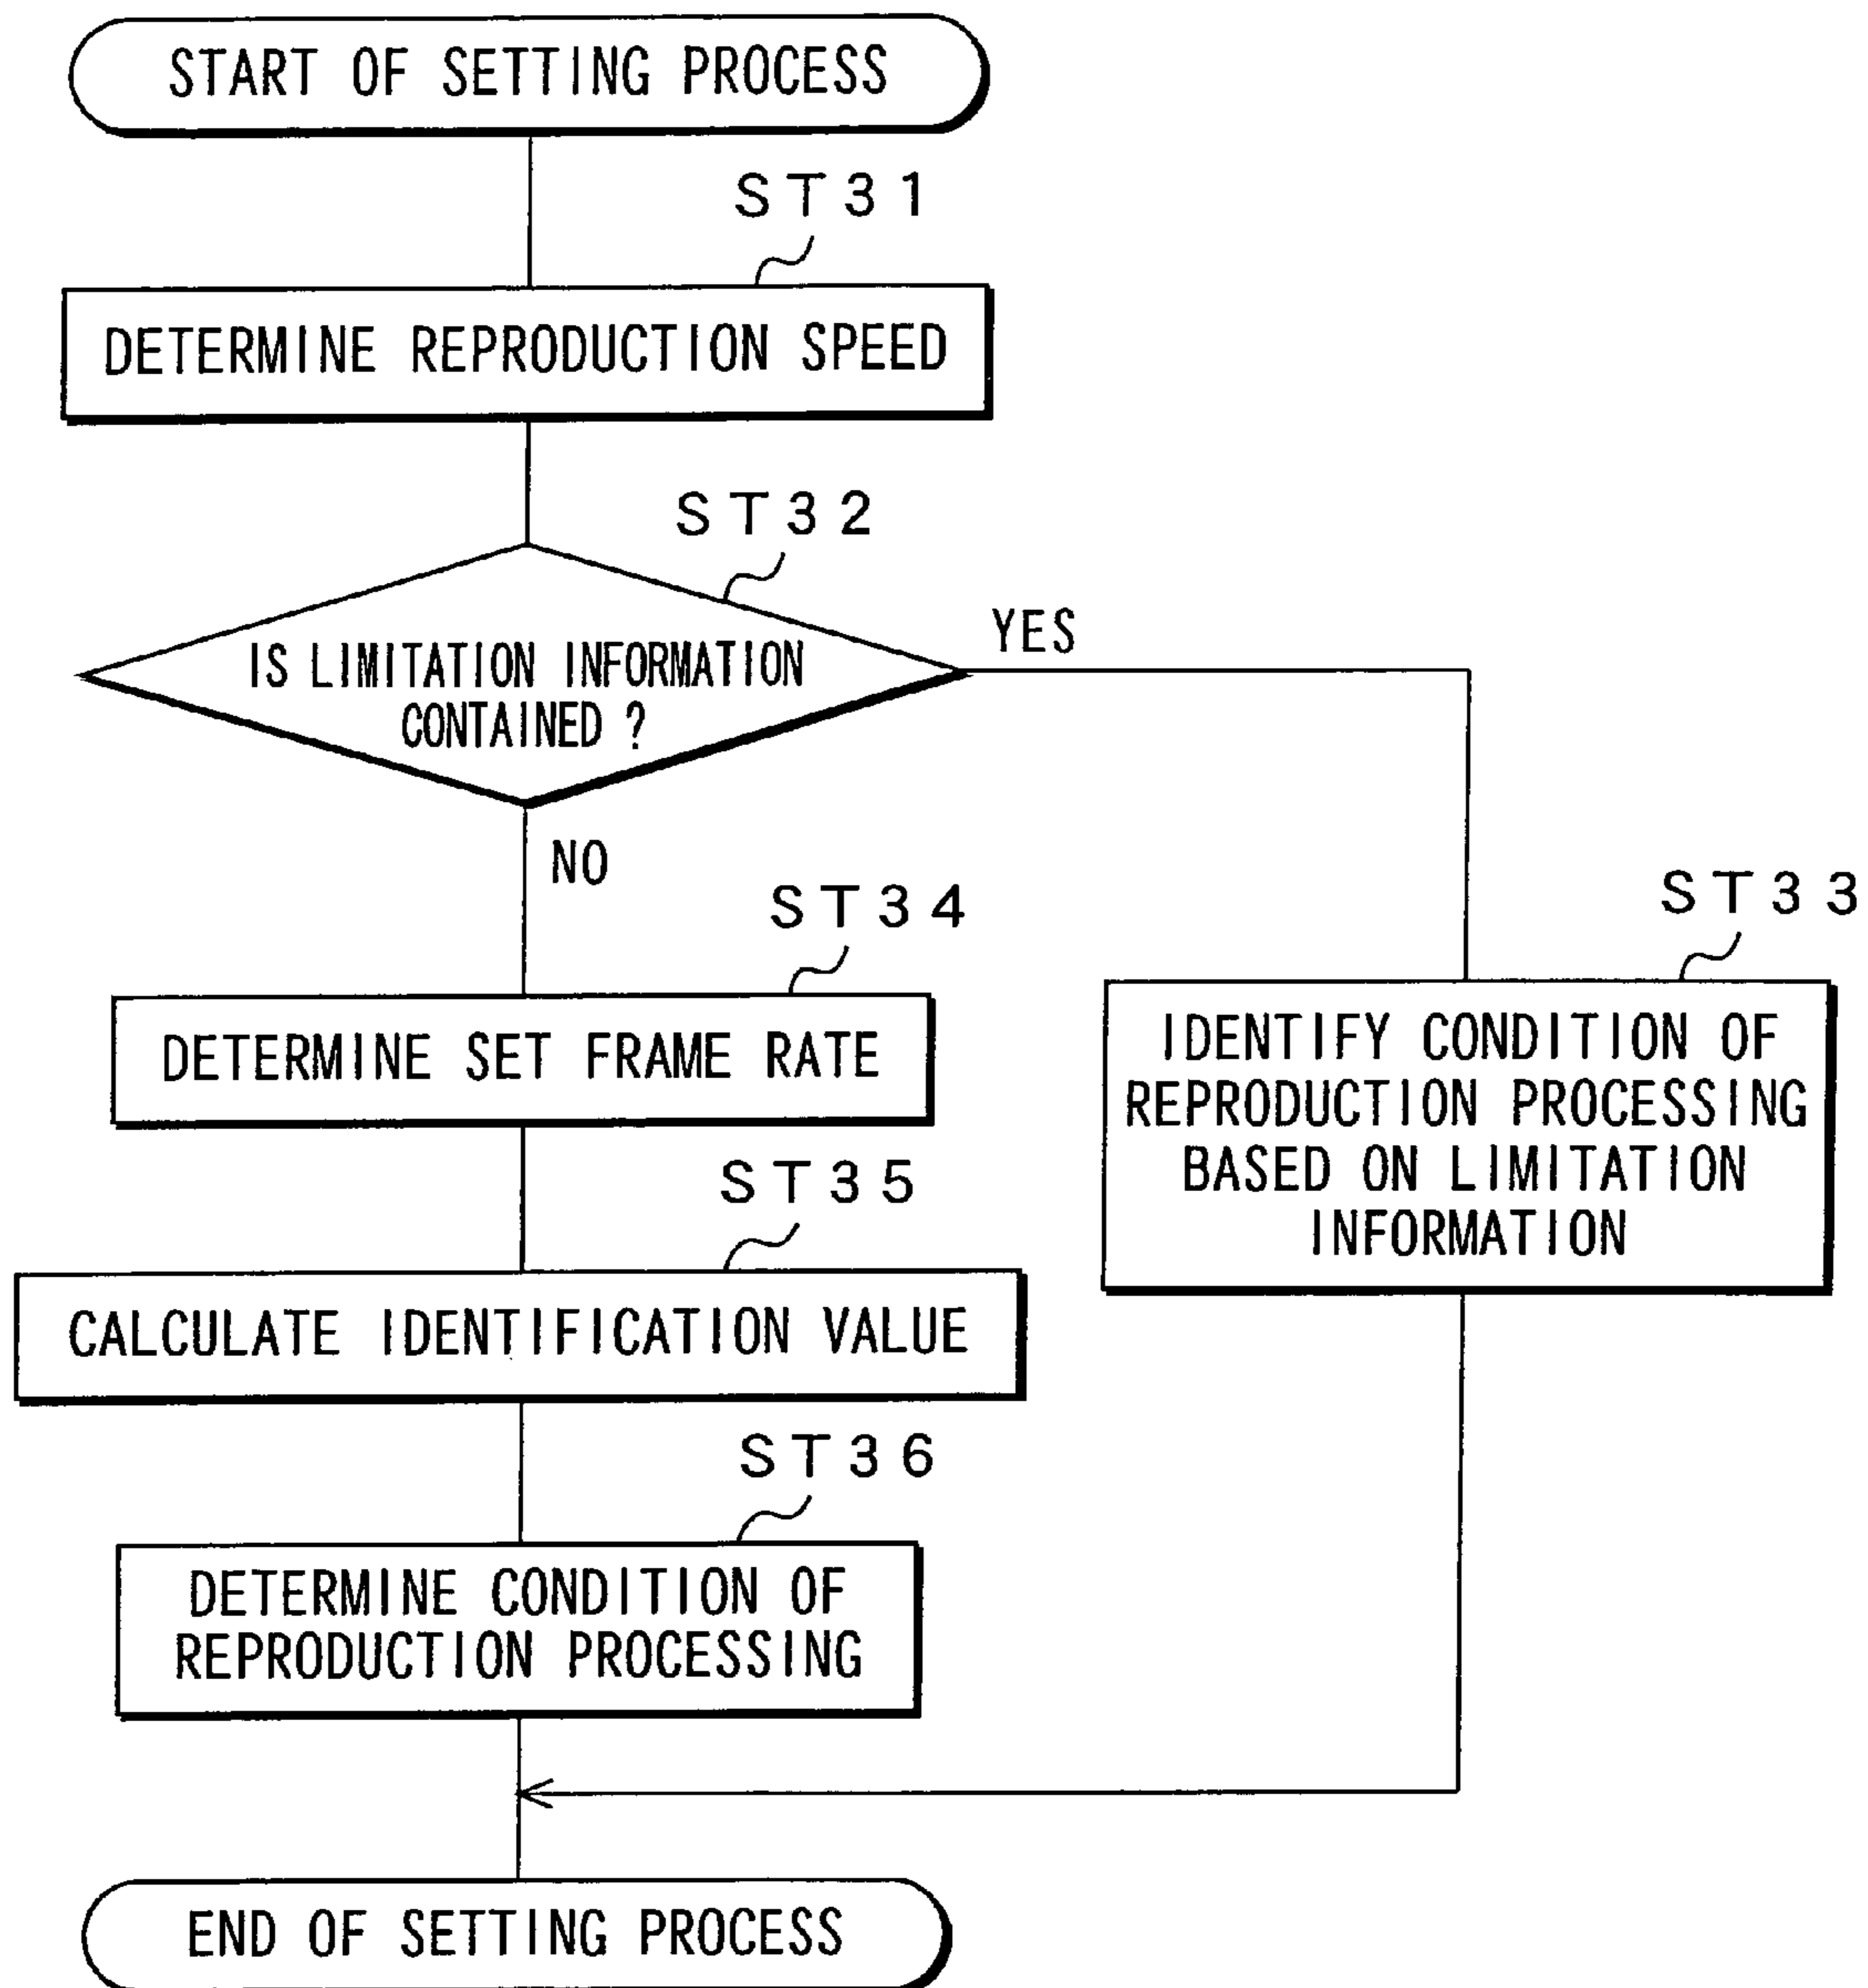 START OF SETTING PROCESS
ST31
DETERMINE REPRODUCTION SPEED
ST32
IS LIMITATION INFORMATION
CONTAINED ?
YES
NO
ST34
DETERMINE SET FRAME RATE
ST33
IDENTIFY CONDITION OF
REPRODUCTION PROCESSING
BASED ON LIMITATION
INFORMATION
ST35
CALCULATE IDENTIFICATION VALUE
ST36
DETERMINE CONDITION OF
REPRODUCTION PROCESSING
END OF SETTING PROCESS